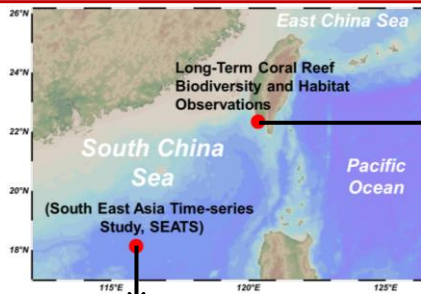 26°N
East China Sea
24°N
Long-Term Coral Reef
Biodiversity and Habitat
Observations
22°N
South China
Sea
Pacific
Ocean
20°N
(South East Asia Time-series
Study, SEATS)
18°N
115°E
120°E
125°E